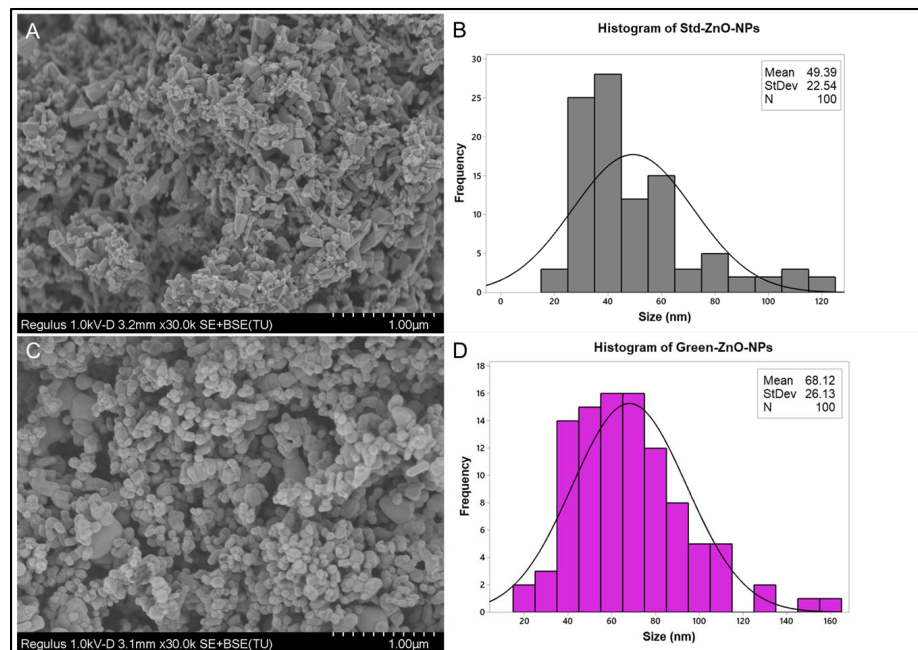 A
Regulus 1.0kV-D 3.2mm x30.0k SE+BSE(TU)
1.00µm
B
Histogram of Std-ZnO-NPs
Mean 49.39
StDev 22.54
N 100
30
25
20
15
10
5
0
Frequency
0 20 40 60 80 100 120
Size (nm)
C
Regulus 1.0kV-D 3.1mm x30.0k SE+BSE(TU)
1.00µm
D
Histogram of Green-ZnO-NPs
Mean 68.12
StDev 26.13
N 100
18
16
14
12
10
8
6
4
2
0
Frequency
20 40 60 80 100 120 140 160
Size (nm)